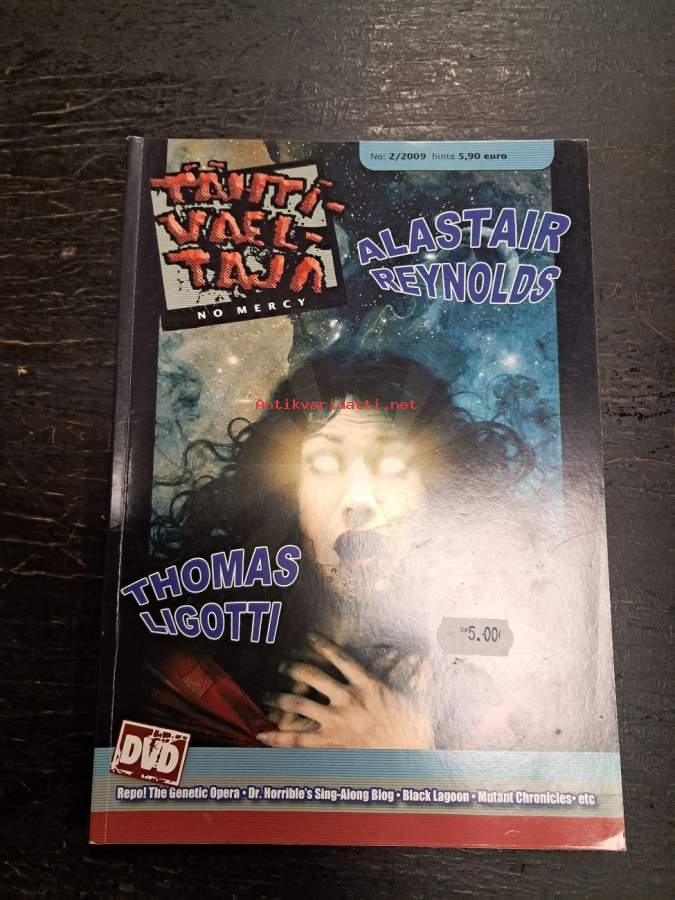 No: 2/2009 hinta 5,90 euro
TÄHTI-
VAEL-
TAJA
NO MERCY
ALASTAIR
REYNOLDS
Antikvariaatti.net
THOMAS
LIGOTTI
5.00
DVD
Repo! The Genetic Opera • Dr. Horrible's Sing-Along Blog • Black Lagoon • Mutant Chronicles• etc